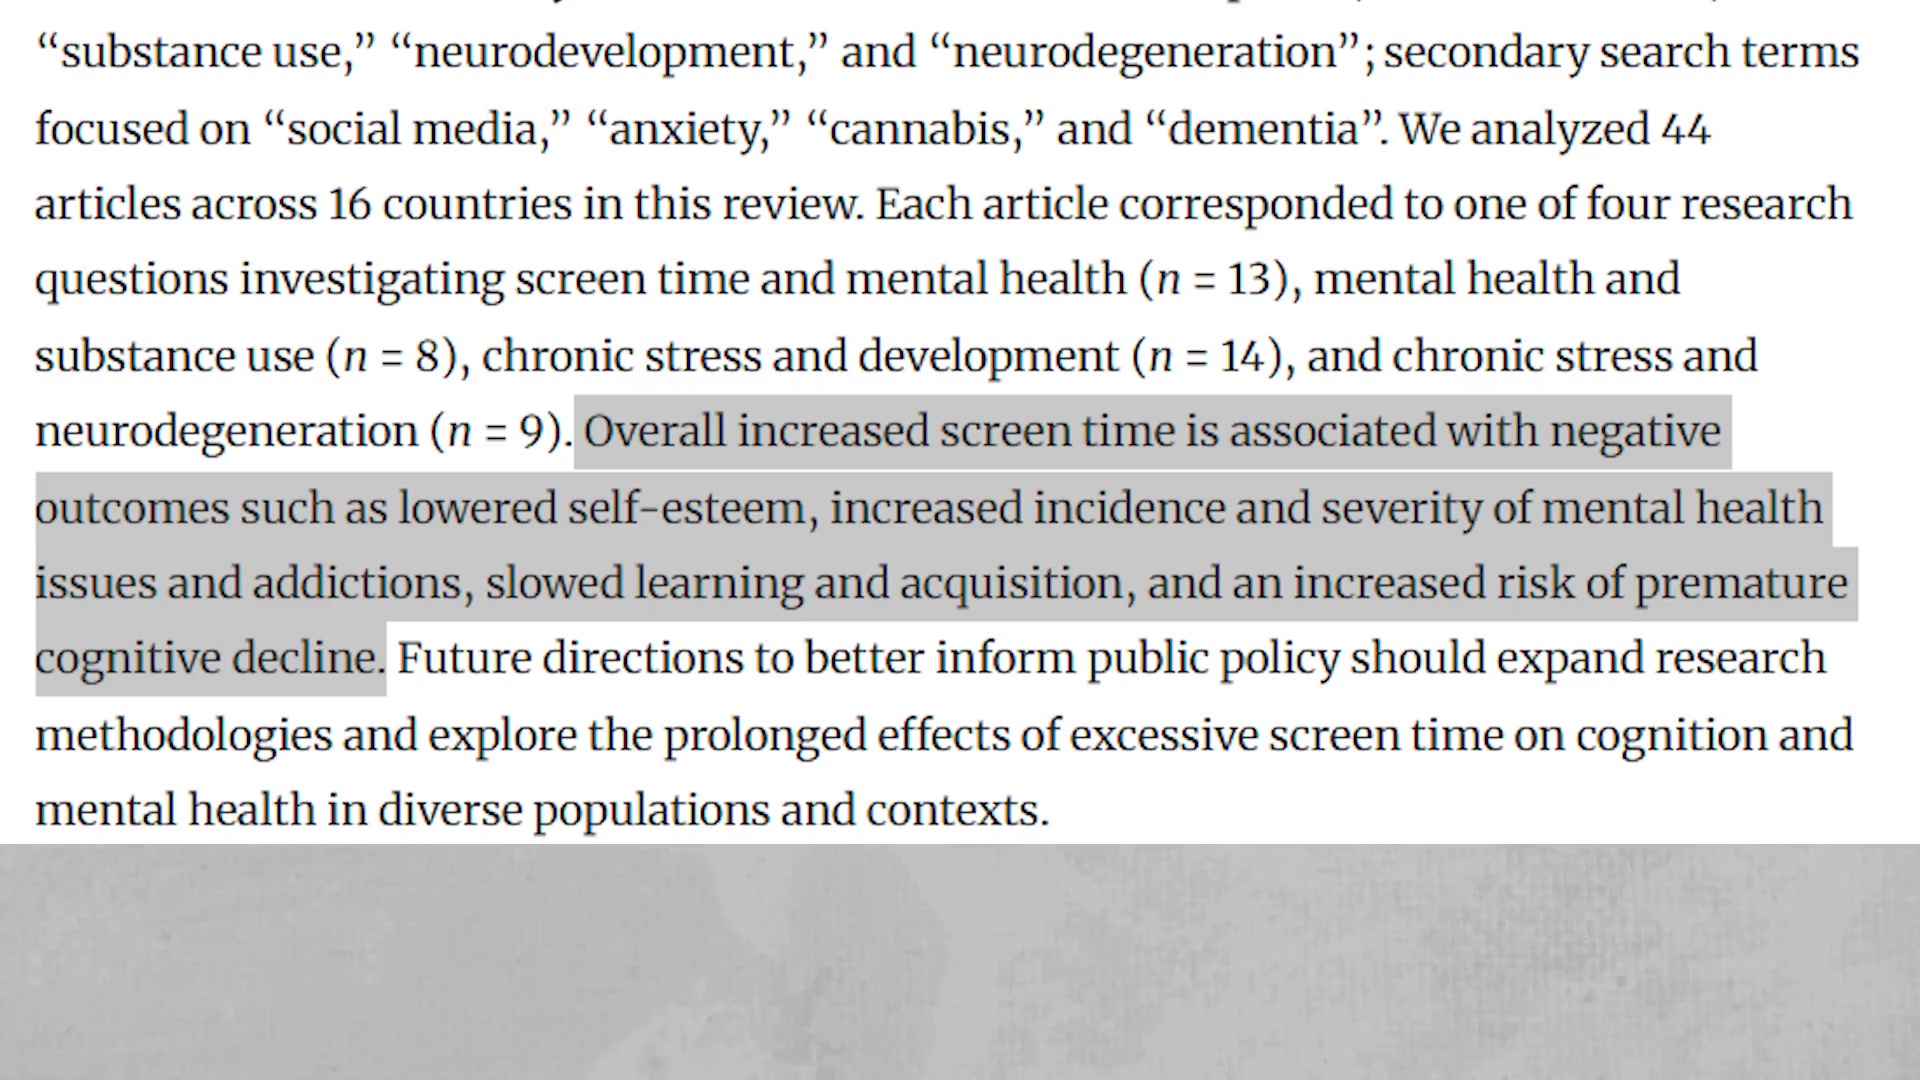 “substance use,” “neurodevelopment,” and “neurodegeneration”; secondary search terms
focused on “social media,” “anxiety,” “cannabis,” and “dementia”. We analyzed 44
articles across 16 countries in this review. Each article corresponded to one of four research
questions investigating screen time and mental health (n = 13), mental health and
substance use (n = 8), chronic stress and development (n = 14), and chronic stress and
neurodegeneration (n = 9). Overall increased screen time is associated with negative
outcomes such as lowered self-esteem, increased incidence and severity of mental health
issues and addictions, slowed learning and acquisition, and an increased risk of premature
cognitive decline. Future directions to better inform public policy should expand research
methodologies and explore the prolonged effects of excessive screen time on cognition and
mental health in diverse populations and contexts.